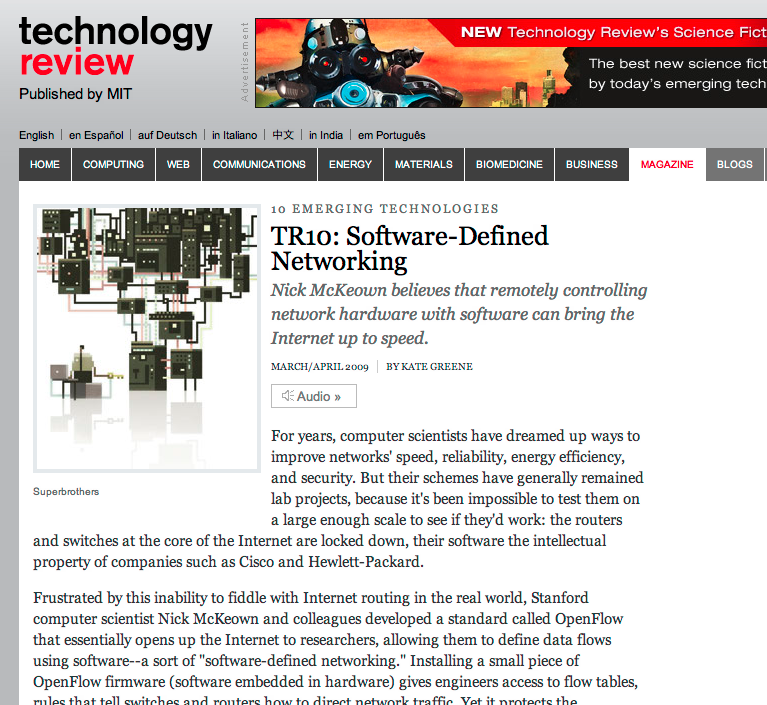 technology
review
Published by MIT
Advertisement
NEW Technology Review's Science Fict
The best new science fict
by today's emerging tech
English | en Español | auf Deutsch | in Italiano | 中文 | in India | em Português
HOME COMPUTING WEB COMMUNICATIONS ENERGY MATERIALS BIOMEDICINE BUSINESS MAGAZINE BLOGS
10 EMERGING TECHNOLOGIES
TR10: Software-Defined
Networking
Nick McKeown believes that remotely controlling
network hardware with software can bring the
Internet up to speed.
MARCH/APRIL 2009 | BY KATE GREENE
Audio »
Superbrothers
For years, computer scientists have dreamed up ways to
improve networks' speed, reliability, energy efficiency,
and security. But their schemes have generally remained
lab projects, because it's been impossible to test them on
a large enough scale to see if they'd work: the routers
and switches at the core of the Internet are locked down, their software the intellectual
property of companies such as Cisco and Hewlett-Packard.
Frustrated by this inability to fiddle with Internet routing in the real world, Stanford
computer scientist Nick McKeown and colleagues developed a standard called OpenFlow
that essentially opens up the Internet to researchers, allowing them to define data flows
using software--a sort of "software-defined networking." Installing a small piece of
OpenFlow firmware (software embedded in hardware) gives engineers access to flow tables,
rules that tell switches and routers how to direct network traffic. Yet it protects the